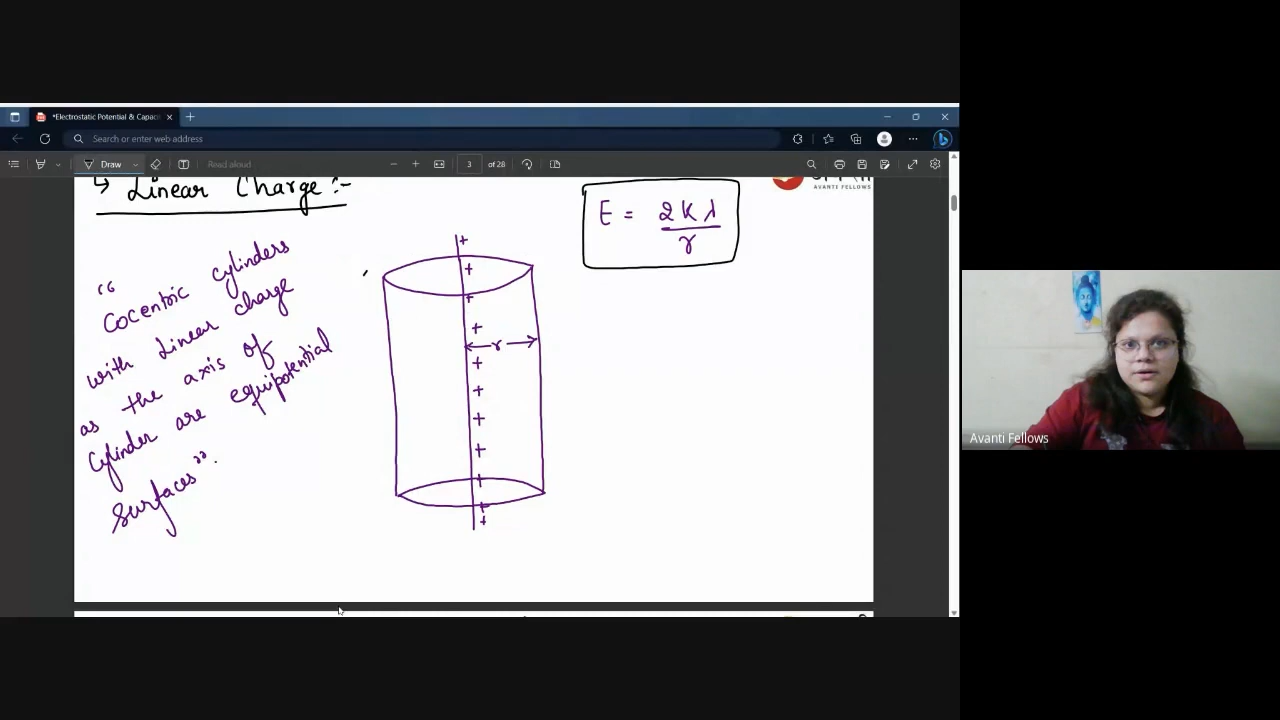 *Electrostatic Potential & Capac
Search or enter web address
Draw
Read aloud
3
of 28
↳ Linear Charge :-
AVANTI FELLOWS
E = 2Kλ
r
"
Cocentric cylinders
with Linear charge
as the axis of
Cylinder are equipotential
Surfaces".
+
+
+
+
r
+
+
+
+
+
+
+
Avanti Fellows